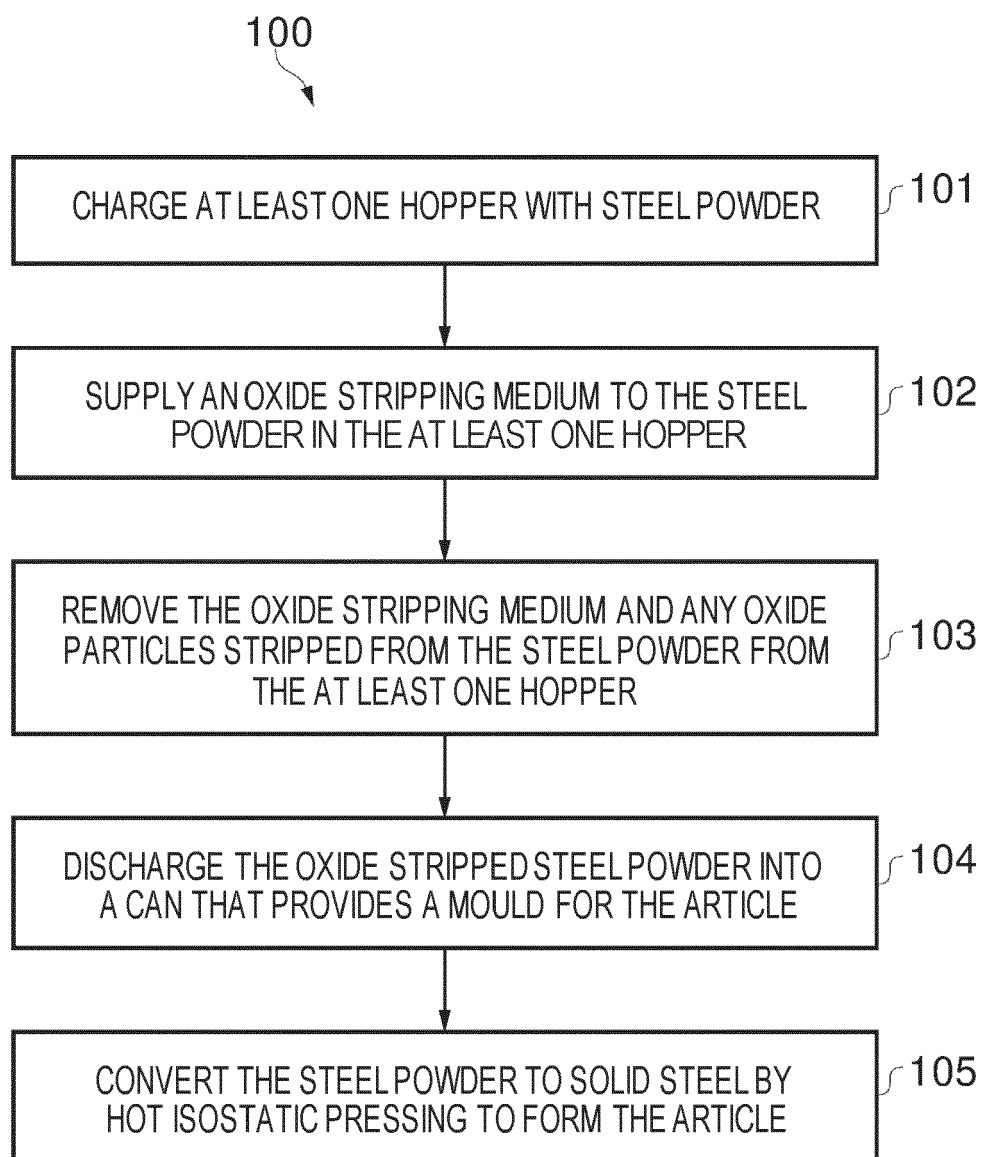 100
CHARGE AT LEAST ONE HOPPER WITH STEEL POWDER
101
SUPPLY AN OXIDE STRIPPING MEDIUM TO THE STEEL
POWDER IN THE AT LEAST ONE HOPPER
102
REMOVE THE OXIDE STRIPPING MEDIUM AND ANY OXIDE
PARTICLES STRIPPED FROM THE STEEL POWDER FROM
THE AT LEAST ONE HOPPER
103
DISCHARGE THE OXIDE STRIPPED STEEL POWDER INTO
A CAN THAT PROVIDES A MOULD FOR THE ARTICLE
104
CONVERT THE STEEL POWDER TO SOLID STEEL BY
HOT ISOSTATIC PRESSING TO FORM THE ARTICLE
105